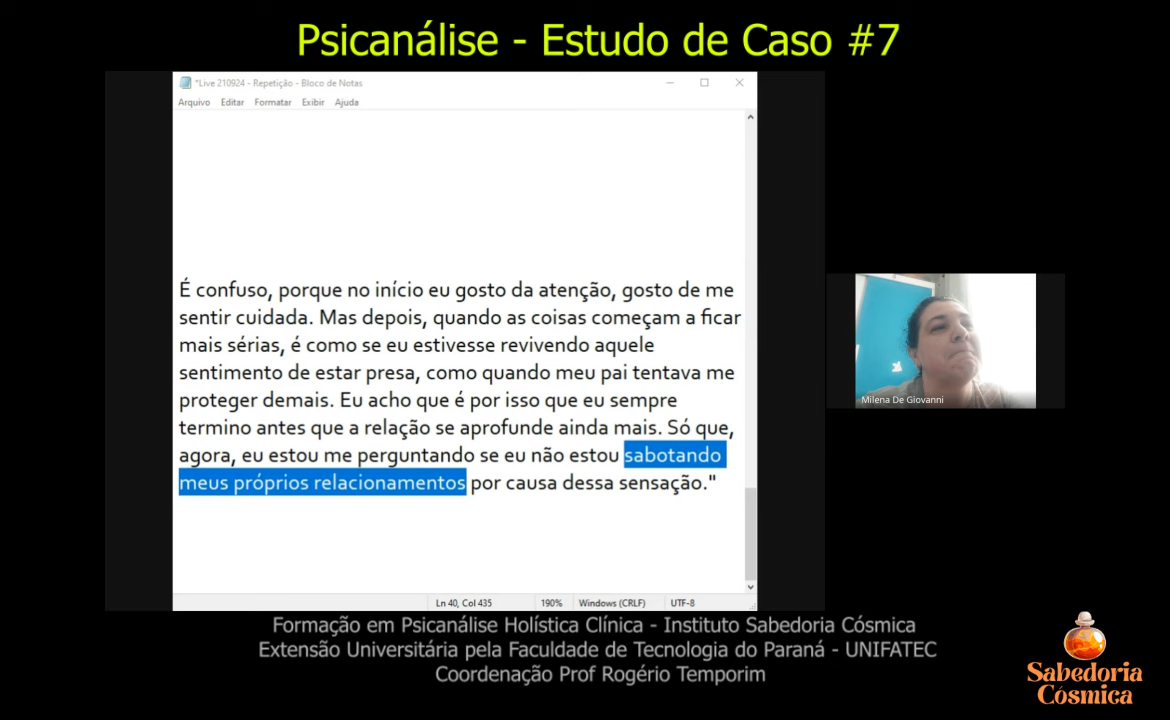 Psicanálise - Estudo de Caso #7
*Live 210924 - Repetição - Bloco de Notas
Arquivo Editar Formatar Exibir Ajuda
É confuso, porque no início eu gosto da atenção, gosto de me
sentir cuidada. Mas depois, quando as coisas começam a ficar
mais sérias, é como se eu estivesse revivendo aquele
sentimento de estar presa, como quando meu pai tentava me
proteger demais. Eu acho que é por isso que eu sempre
termino antes que a relação se aprofunde ainda mais. Só que,
agora, eu estou me perguntando se eu não estou sabotando
meus próprios relacionamentos por causa dessa sensação."
Milena De Giovanni
Ln 40, Col 435 190% Windows (CRLF) UTF-8
Formação em Psicanálise Holística Clínica - Instituto Sabedoria Cósmica
Extensão Universitária pela Faculdade de Tecnologia do Paraná - UNIFATEC
Coordenação Prof Rogério Temporim
Sabedoria
Cósmica